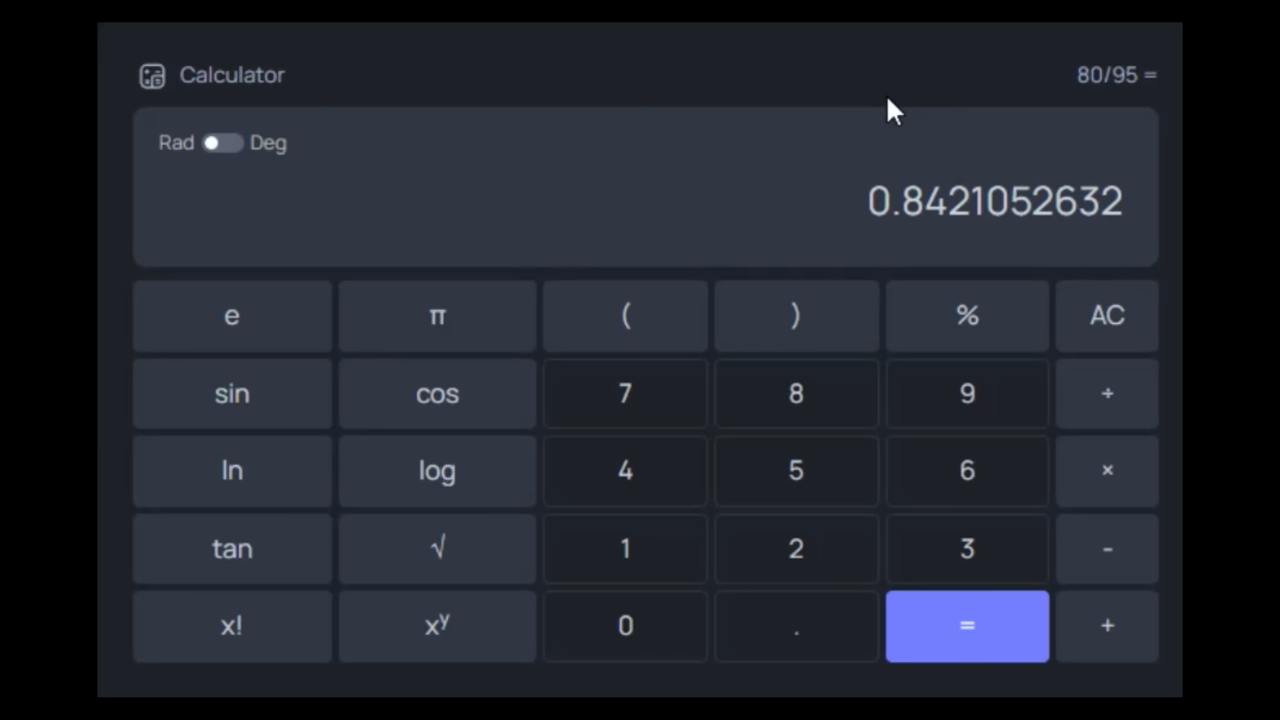 Calculator 80/95 =
Rad Deg
0.8421052632
e π ( ) % AC
sin cos 7 8 9 ÷
ln log 4 5 6 ×
tan √ 1 2 3 -
x! xʸ 0 . = +